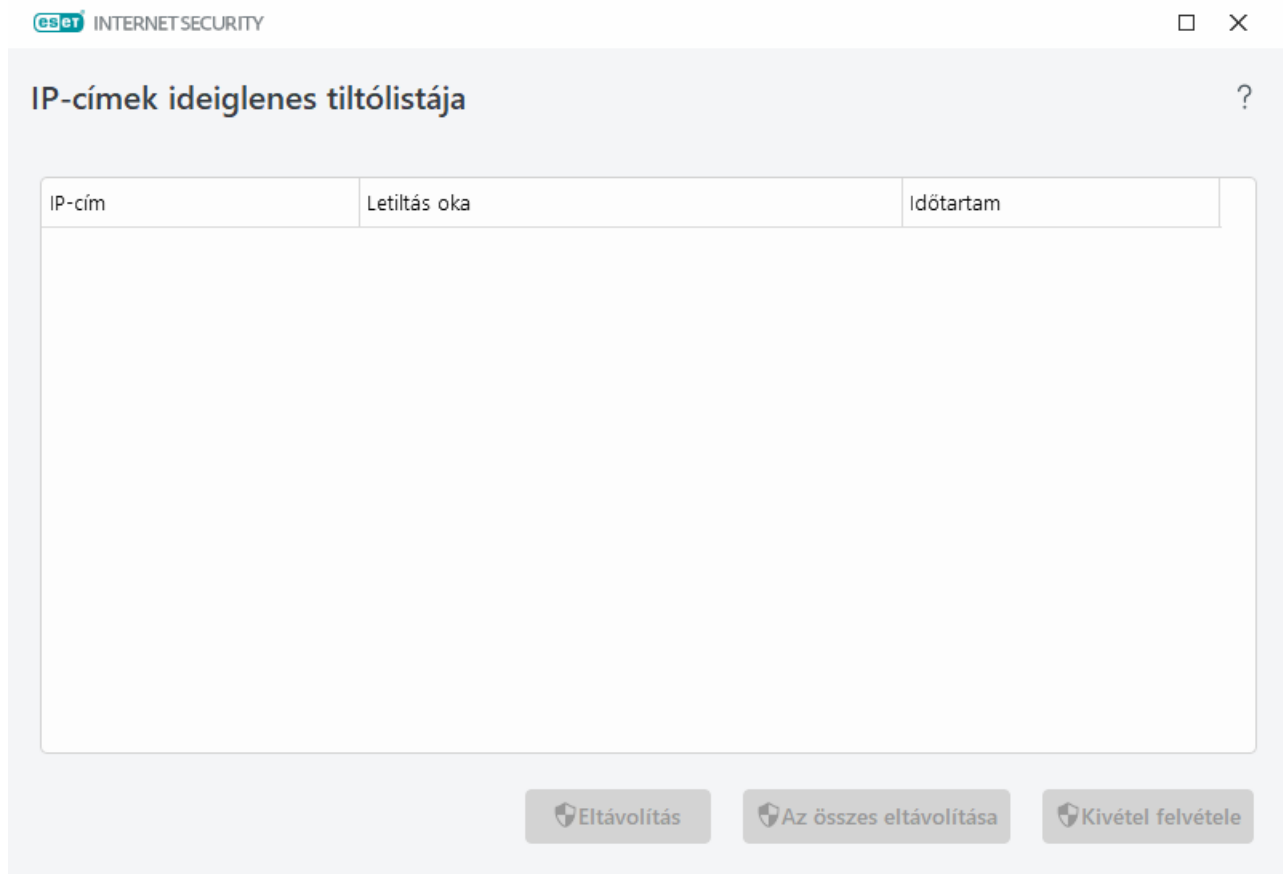 eset INTERNET SECURITY
IP-címek ideiglenes tiltólistája
?
IP-cím Letiltás oka Időtartam
Eltávolítás Az összes eltávolítása Kivétel felvétele